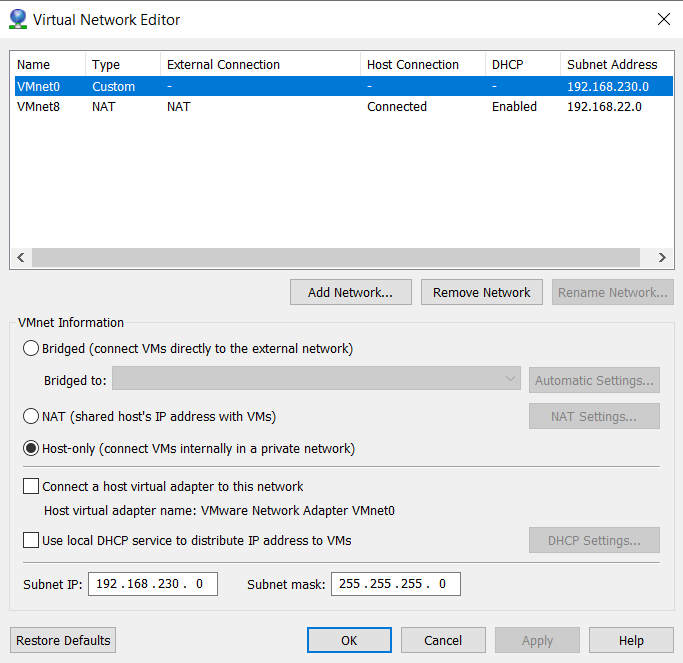 Virtual Network Editor
Name Type External Connection Host Connection DHCP Subnet Address
VMnet0 Custom - - - 192.168.230.0
VMnet8 NAT NAT Connected Enabled 192.168.22.0
Add Network... Remove Network Rename Network...
VMnet Information
Bridged (connect VMs directly to the external network)
Bridged to: Automatic Settings...
NAT (shared host's IP address with VMs) NAT Settings...
Host-only (connect VMs internally in a private network)
Connect a host virtual adapter to this network
Host virtual adapter name: VMware Network Adapter VMnet0
Use local DHCP service to distribute IP address to VMs DHCP Settings...
Subnet IP: 192 . 168 . 230 . 0 Subnet mask: 255 . 255 . 255 . 0
Restore Defaults OK Cancel Apply Help